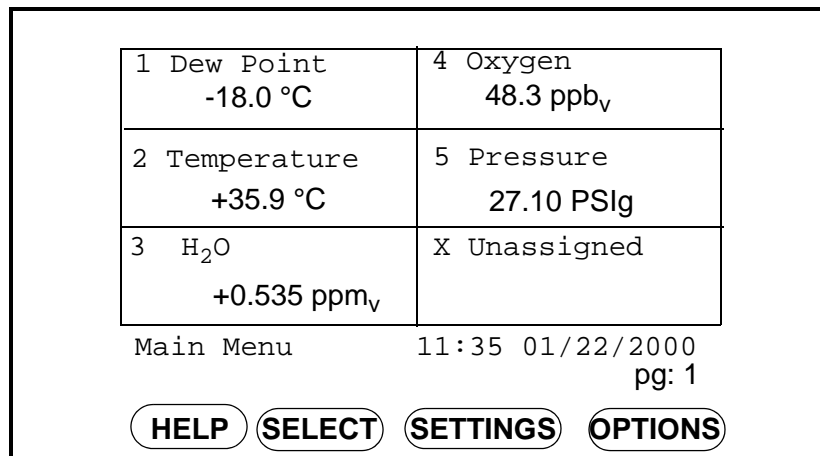 1 Dew Point
-18.0 °C
4 Oxygen
48.3 ppbv
2 Temperature
+35.9 °C
5 Pressure
27.10 PSIg
3 H2O
+0.535 ppmv
X Unassigned
Main Menu 11:35 01/22/2000
pg: 1
HELP SELECT SETTINGS OPTIONS